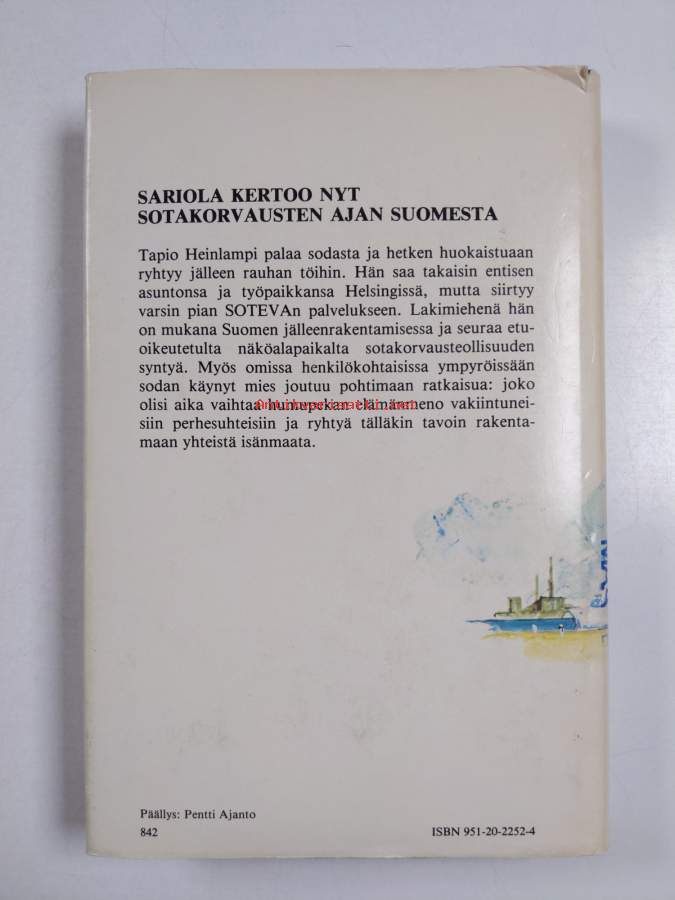 SARIOLA KERTOO NYT
SOTAKORVAUSTEN AJAN SUOMESTA
Tapio Heinlampi palaa sodasta ja hetken huokaistuaan
ryhtyy jälleen rauhan töihin. Hän saa takaisin entisen
asuntonsa ja työpaikkansa Helsingissä, mutta siirtyy
varsin pian SOTEVAn palvelukseen. Lakimiehenä hän
on mukana Suomen jälleenrakentamisessa ja seuraa etu-
oikeutetulta näköalapaikalta sotakorvausteollisuuden
syntyä. Myös omissa henkilökohtaisissa ympyröissään
sodan käynyt mies joutuu pohtimaan ratkaisua: joko
olisi aika vaihtaa elämänmeno vakiintunei-
siin perhesuhteisiin ja ryhtyä tälläkin tavoin rakenta-
maan yhteistä isänmaata.
Päällys: Pentti Ajanto
842 ISBN 951-20-2252-4